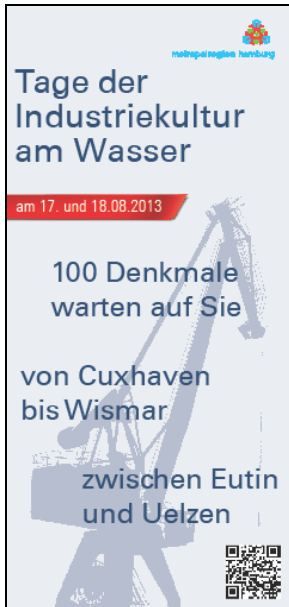 metropolregion hamburg
Tage der
Industriekultur
am Wasser
am 17. und 18.08.2013
100 Denkmale
warten auf Sie
von Cuxhaven
bis Wismar
zwischen Eutin
und Uelzen